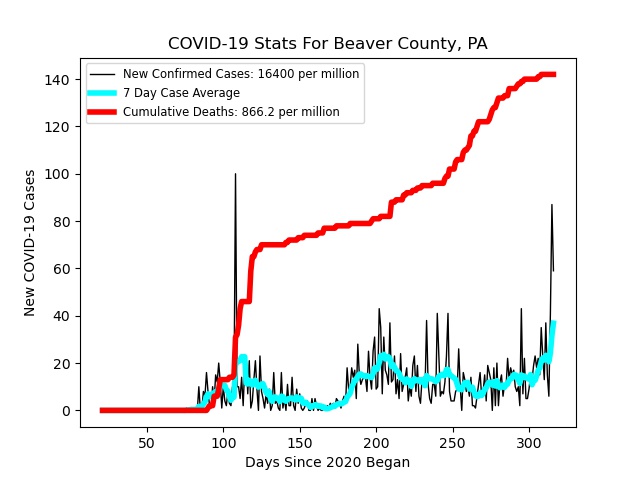 COVID-19 Stats For Beaver County, PA
New Confirmed Cases: 16400 per million
7 Day Case Average
Cumulative Deaths: 866.2 per million
New COVID-19 Cases
140
120
100
80
60
40
20
0
50 100 150 200 250 300
Days Since 2020 Began